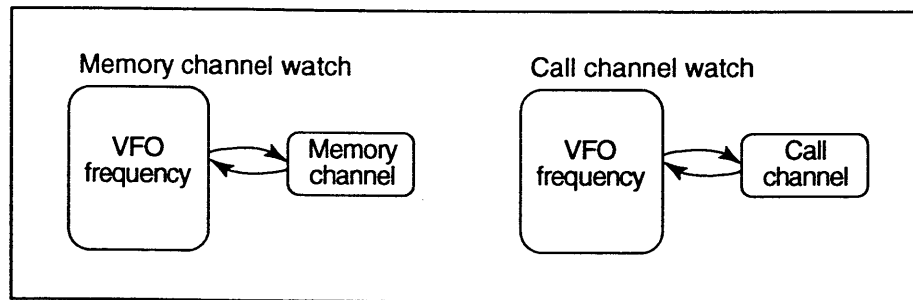 Memory channel watch
VFO
frequency
Memory
channel
Call channel watch
VFO
frequency
Call
channel